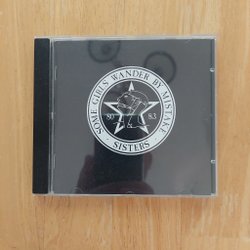 SOME GIRLS WANDER BY MISTAKE
80 83
SISTERS